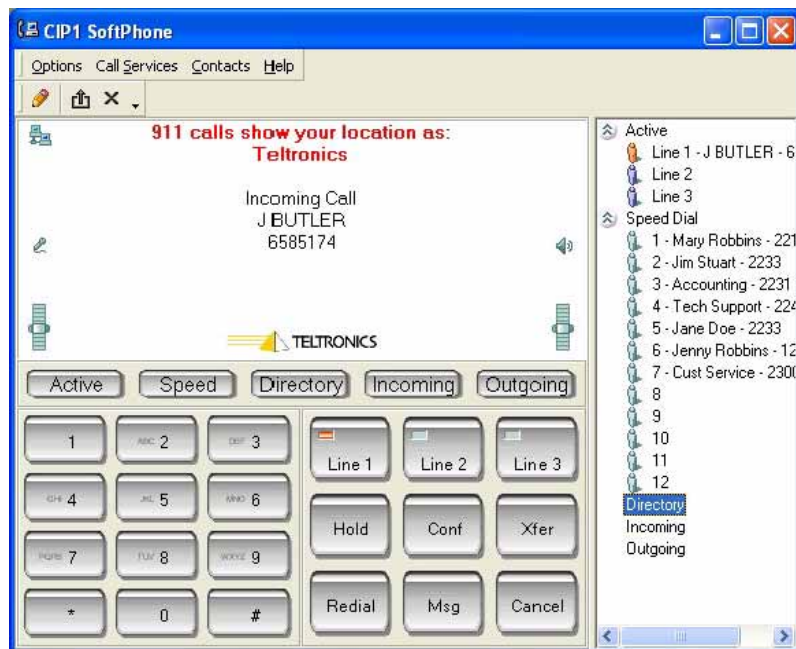 CIP1 SoftPhone
Options Call Services Contacts Help
911 calls show your location as:
Teltronics
Incoming Call
J BUTLER
6585174
TELTRONICS
Active Speed Directory Incoming Outgoing
1 ABC 2 DEF 3
GHI 4 JKL 5 MNO 6
PQRS 7 TUV 8 WXYZ 9
* 0 #
Line 1 Line 2 Line 3
Hold Conf Xfer
Redial Msg Cancel
Active
Line 1 - J BUTLER - 6
Line 2
Line 3
Speed Dial
1 - Mary Robbins - 221
2 - Jim Stuart - 2233
3 - Accounting - 2231
4 - Tech Support - 224
5 - Jane Doe - 2233
6 - Jenny Robbins - 12
7 - Cust Service - 2300
8
9
10
11
12
Directory
Incoming
Outgoing